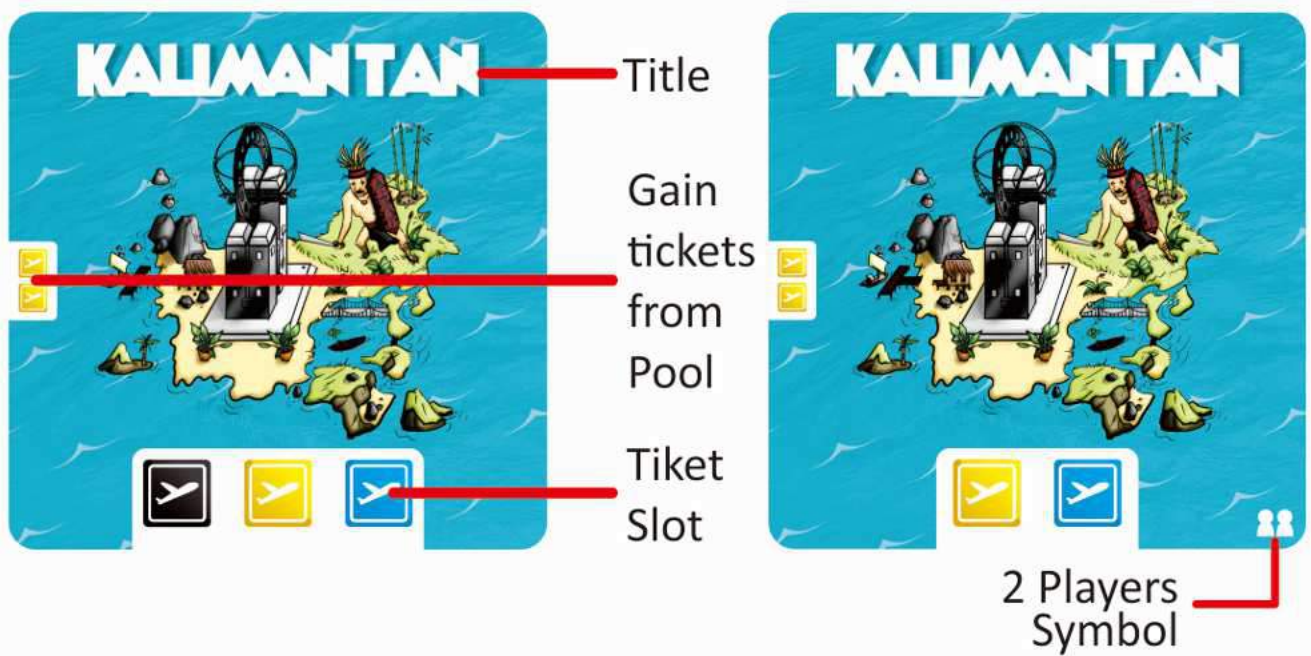 KALIMANTAN
Title
Gain
tickets
from
Pool
Tiket
Slot
KALIMANTAN
2 Players
Symbol